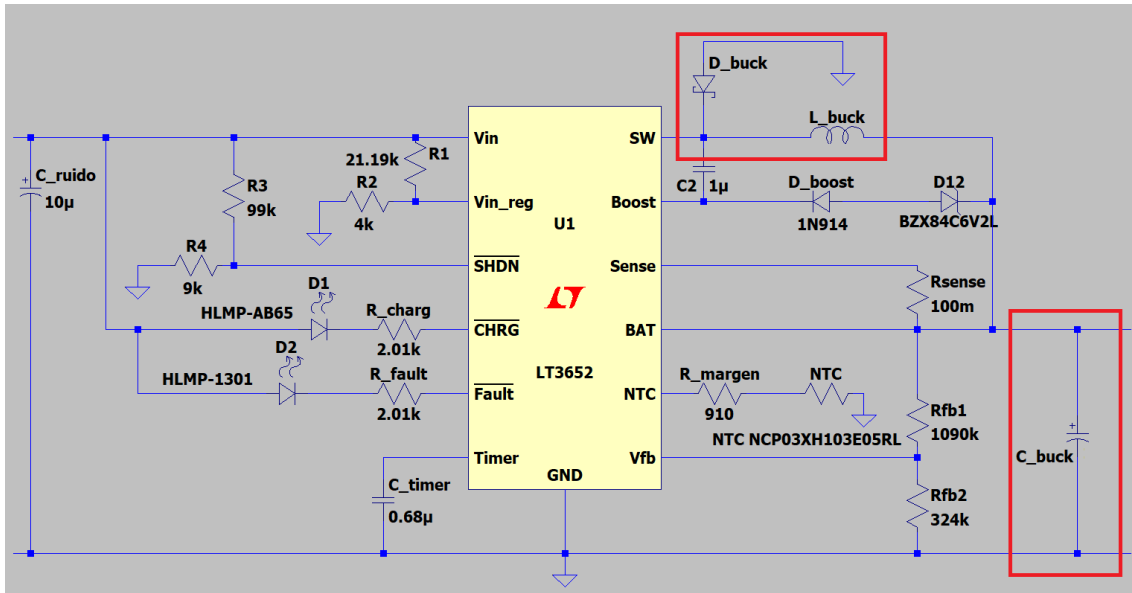 D_buck
L_buck
Vin
SW
C_ruido
+
10µ
R3
99k
21.19k
R1
R2
4k
Vin_reg
C2
1µ
Boost
D_boost
1N914
D12
BZX84C6V2L
U1
R4
9k
SHDN
Sense
Rsense
100m
D1
HLMP-AB65
R_charg
2.01k
CHRG
BAT
D2
HLMP-1301
R_fault
2.01k
Fault
LT3652
NTC
R_margen
910
NTC
NTC NCP03XH103E05RL
Rfb1
1090k
+
C_buck
Timer
Vfb
GND
C_timer
0.68µ
Rfb2
324k